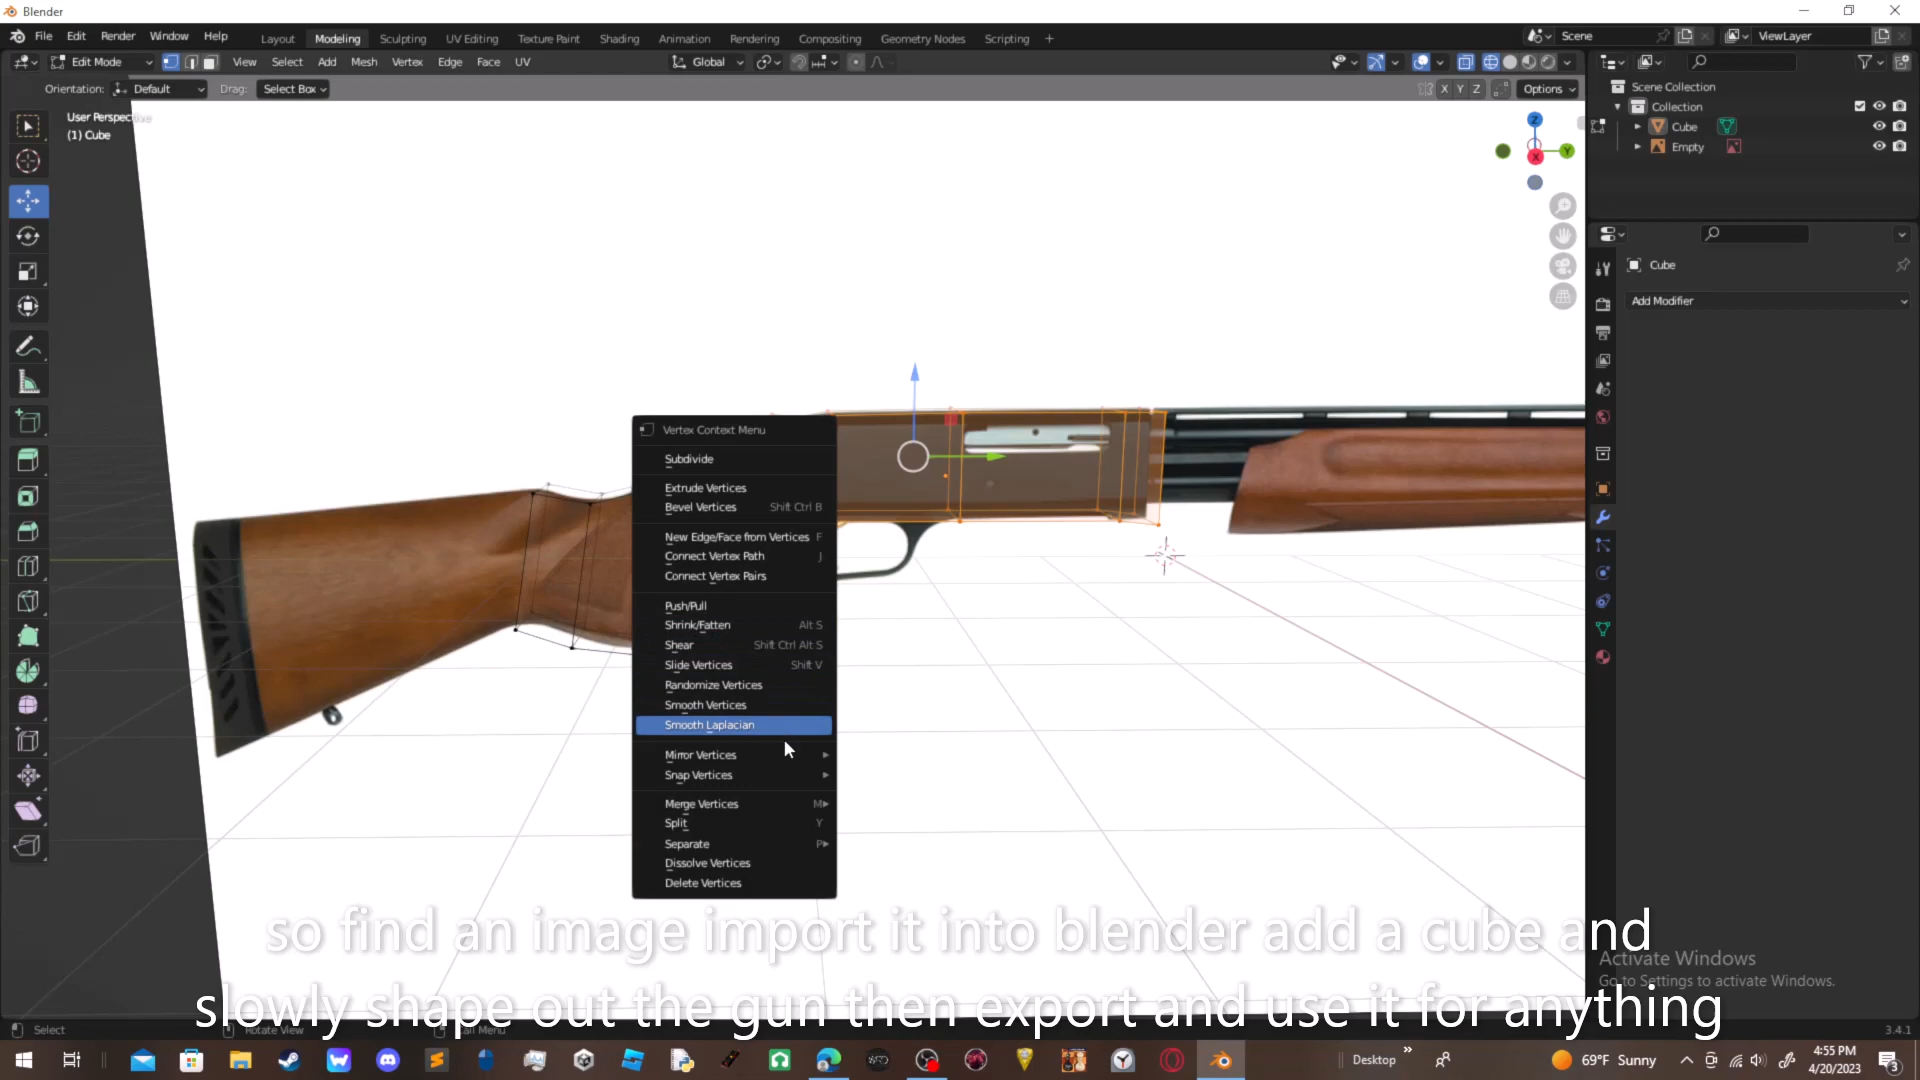 Blender
File Edit Render Window Help
Layout Modeling Sculpting UV Editing Texture Paint Shading Animation Rendering Compositing Geometry Nodes Scripting +
Scene
ViewLayer
Edit Mode
View Select Add Mesh Vertex Edge Face UV
Global
Orientation: Default Drag: Select Box
X Y Z Options
User Perspective
(1) Cube
Z
Y
X
Scene Collection
Collection
Cube
Empty
Cube
Add Modifier
Vertex Context Menu
Subdivide
Extrude Vertices
Bevel Vertices Shift Ctrl B
New Edge/Face from Vertices F
Connect Vertex Path J
Connect Vertex Pairs
Push/Pull
Shrink/Fatten Alt S
Shear Shift Ctrl Alt S
Slide Vertices Shift V
Randomize Vertices
Smooth Vertices
Smooth Laplacian
Mirror Vertices
Snap Vertices
Merge Vertices M
Split Y
Separate P
Dissolve Vertices
Delete Vertices
so find an image import it into blender add a cube and
slowly shape out the gun then export and use it for anything
Activate Windows
Go to Settings to activate Windows.
Select Rotate View Call Menu
3.4.1
Desktop
69°F Sunny
4:55 PM
4/20/2023
3